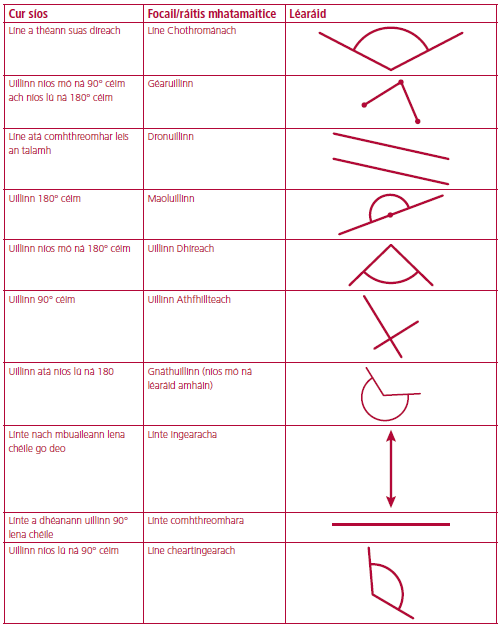 Cur síos Focail/ráitis mhatamaitice Léaráid
Líne a théann suas díreach Líne Chothrománach
Uillinn níos mó ná 90° céim Géaruillinn
ach níos lú ná 180° céim
Líne atá comhthreomhar leis Dronuillinn
an talamh
Uillinn 180° céim Maoluillinn
Uillinn níos mó ná 180° céim Uillinn Dhíreach
Uillinn 90° céim Uillinn Athfhillteach
Uillinn atá níos lú ná 180 Gnáthuillinn (níos mó ná
léaráid amháin)
Línte nach mbuaileann lena Línte ingearacha
chéile go deo
Línte a dhéanann uillinn 90° Línte comhthreomhara
lena chéile
Uillinn níos lú ná 90° céim Líne cheartingearach